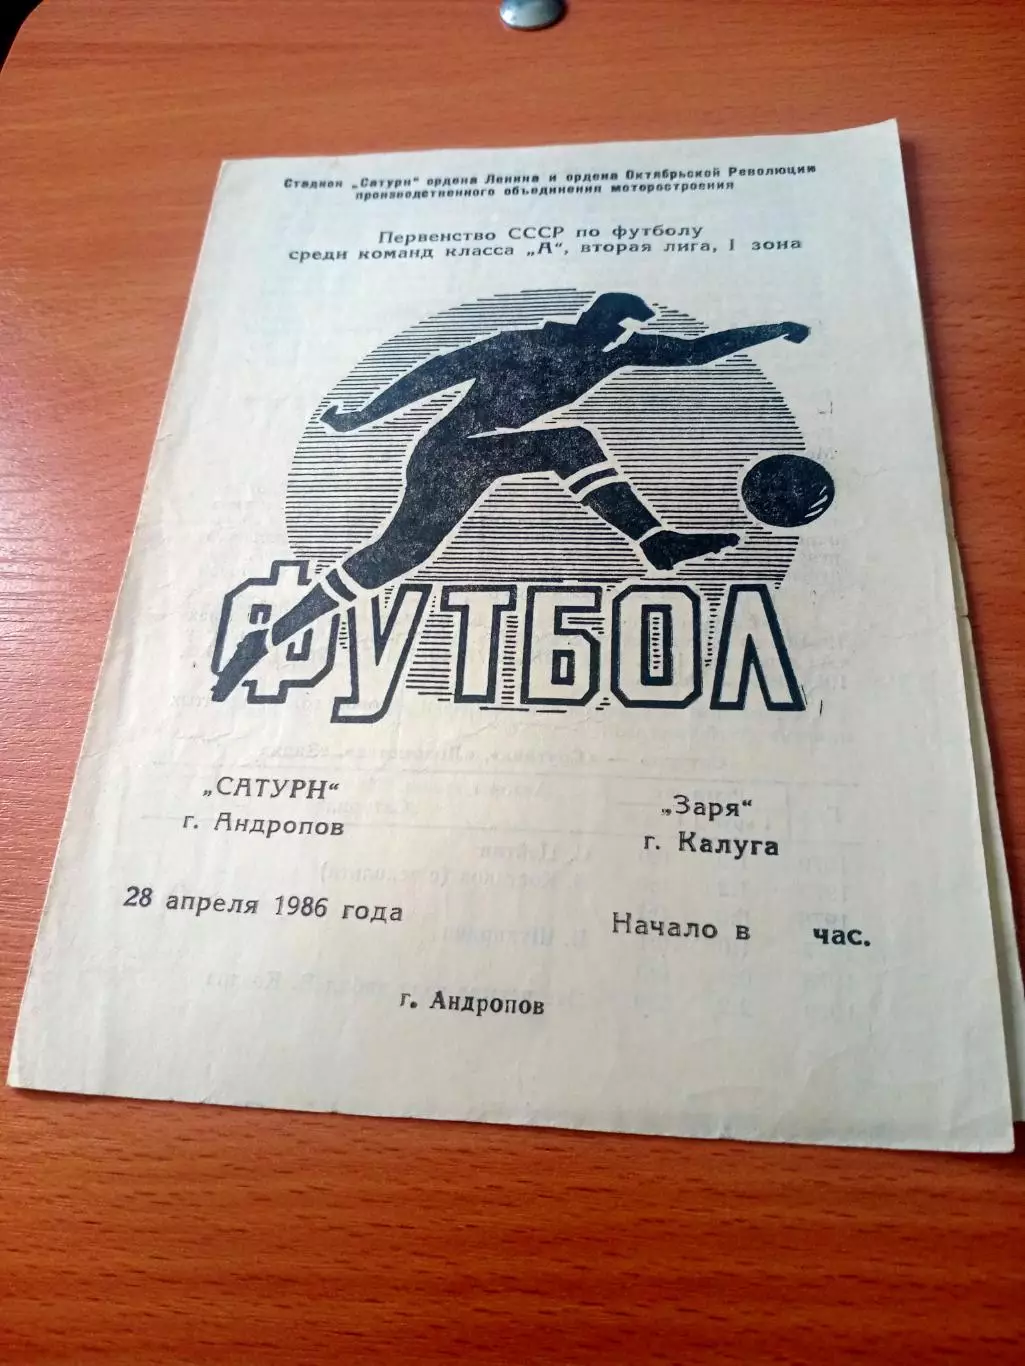 Стадион „Сатурн“ ордена Ленина и ордена Октябрьской Революции
производственного объединения моторостроения
Первенство СССР по футболу
среди команд класса „А“, вторая лига, I зона
ФУТБОЛ
„САТУРН“
г. Андропов
„Заря“
г. Калуга
28 апреля 1986 года
Начало в час.
г. Андропов